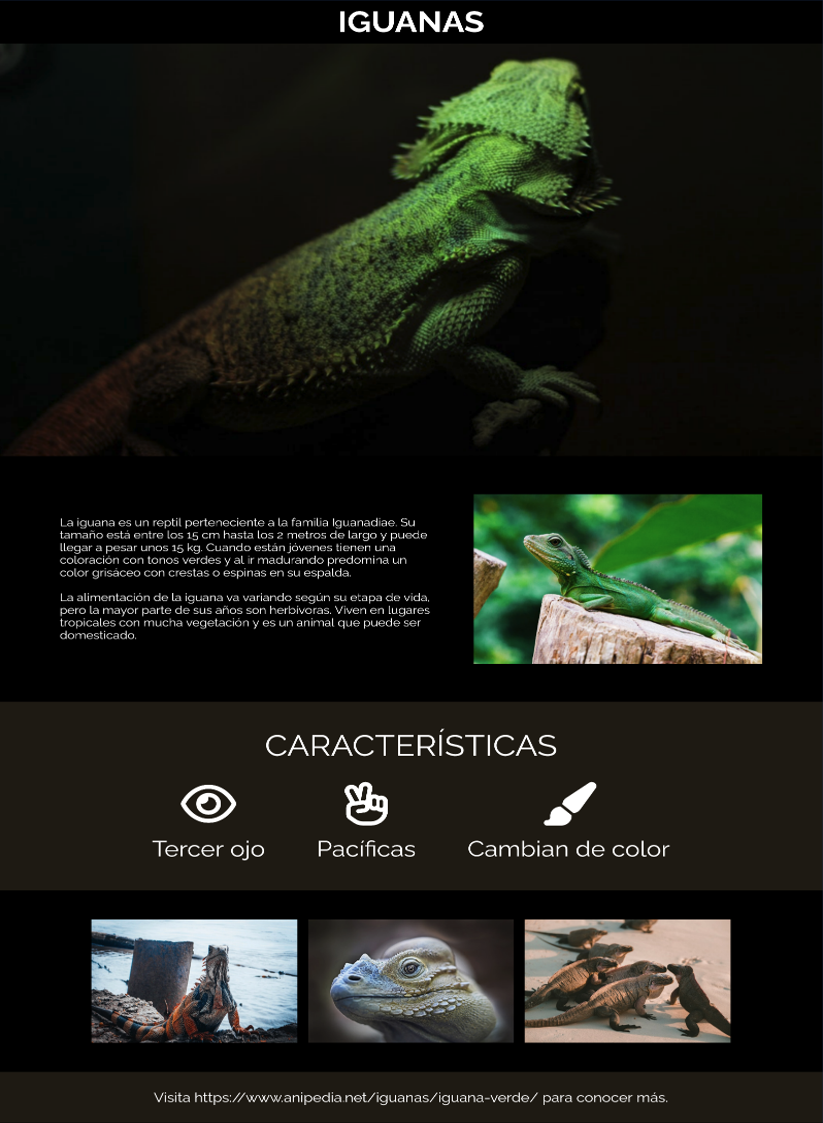 IGUANAS
La iguana es un reptil perteneciente a la familia Iguanadiae. Su
tamaño está entre los 15 cm hasta los 2 metros de largo y puede
llegar a pesar unos 15 kg. Cuando están jóvenes tienen una
coloración con tonos verdes y al ir madurando predomina un
color grisáceo con crestas o espinas en su espalda.
La alimentación de la iguana va variando según su etapa de vida,
pero la mayor parte de sus años son herbívoras. Viven en lugares
tropicales con mucha vegetación y es un animal que puede ser
domesticado.
CARACTERÍSTICAS
Tercer ojo
Pacíficas
Cambian de color
Visita https://www.anipedia.net/iguanas/iguana-verde/ para conocer más.